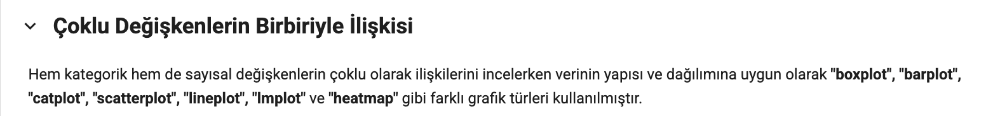 Çoklu Değişkenlerin Birbiriyle İlişkisi
Hem kategorik hem de sayısal değişkenlerin çoklu olarak ilişkilerini incelerken verinin yapısı ve dağılımına uygun olarak "boxplot", "barplot",
"catplot", "scatterplot", "lineplot", "lmplot" ve "heatmap" gibi farklı grafik türleri kullanılmıştır.